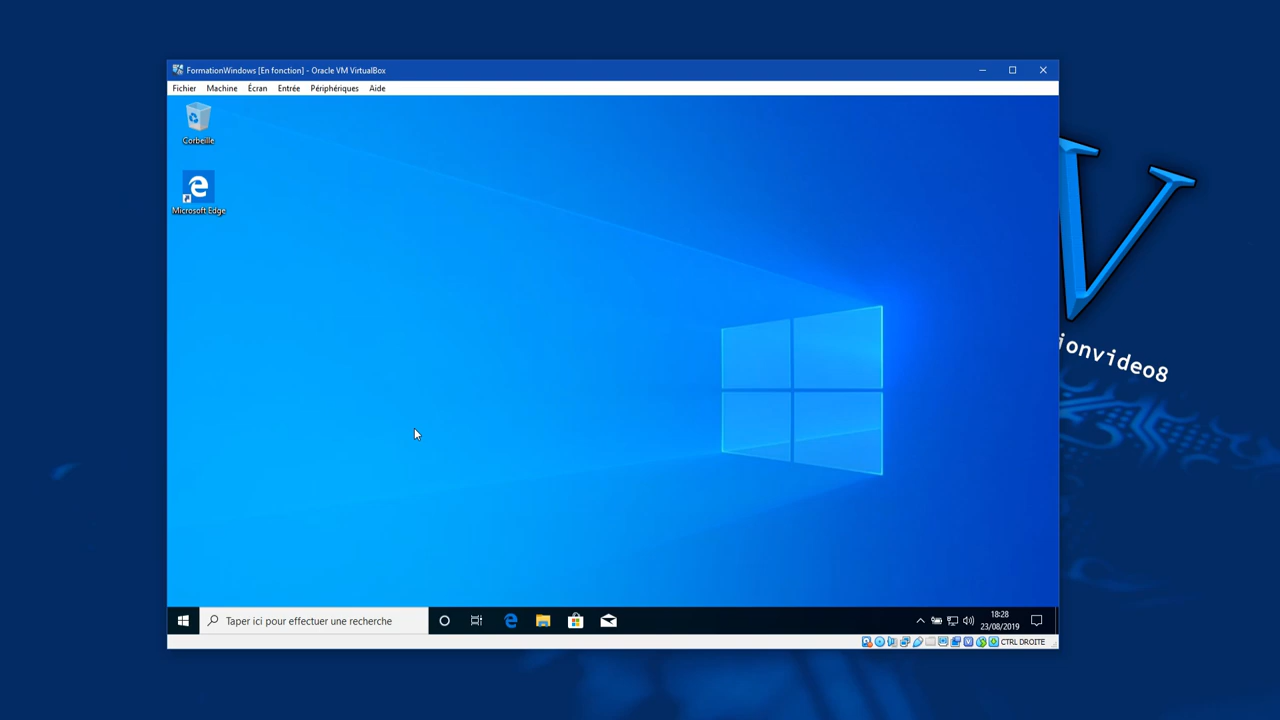 FormationWindows [En fonction] - Oracle VM VirtualBox
Fichier Machine Écran Entrée Périphériques Aide
Corbeille
Microsoft Edge
V
ionvideo8
Taper ici pour effectuer une recherche
18:28
23/08/2019
CTRL DROITE